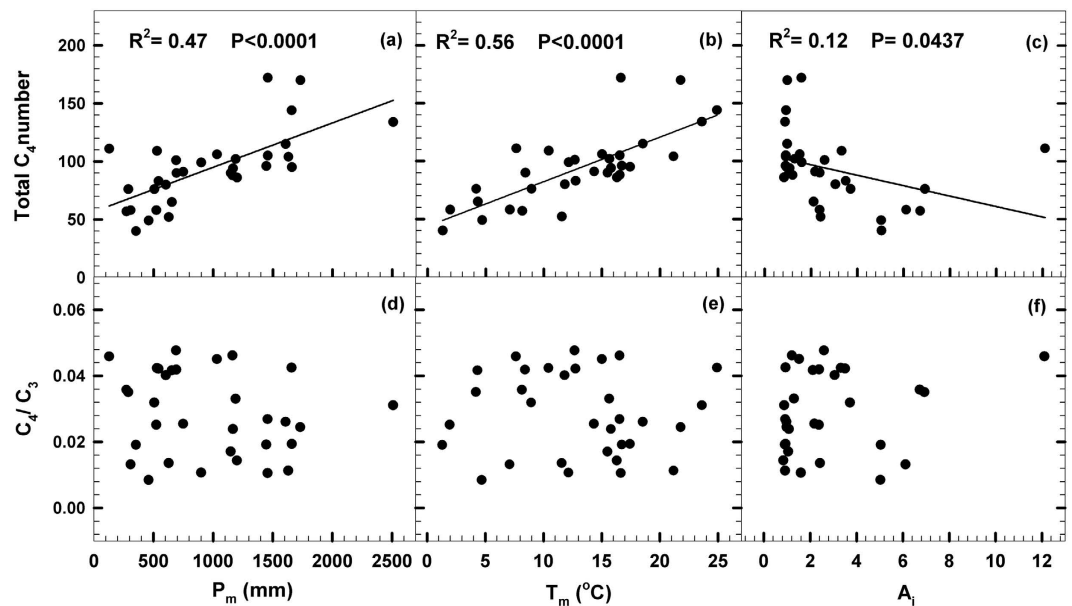 R²= 0.47 P<0.0001 (a)
R²= 0.56 P<0.0001 (b)
R²= 0.12 P= 0.0437 (c)
Total C₄ number
200
150
100
50
0
(d)
(e)
(f)
C₄/ C₃
0.06
0.04
0.02
0.00
0 500 1000 1500 2000 2500
0 5 10 15 20 25
0 2 4 6 8 10 12
Pₘ (mm)
Tₘ (°C)
Aᵢ